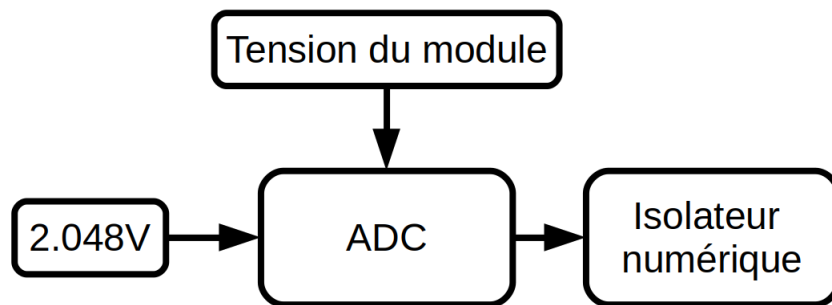 Tension du module
2.048V
ADC
Isolateur
numérique